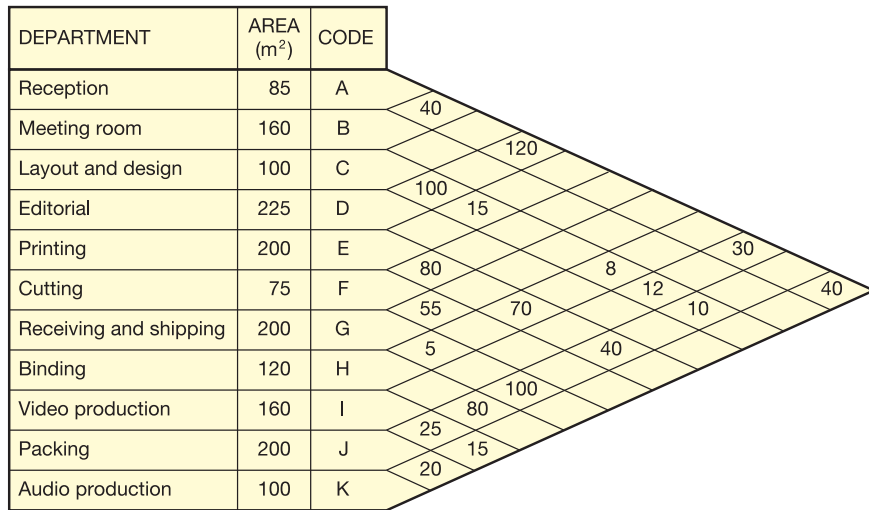 DEPARTMENT AREA (m²) CODE
Reception 85 A
40
Meeting room 160 B
120
Layout and design 100 C
100
Editorial 225 D 15
Printing 200 E 30
80 8
Cutting 75 F 12 40
55 70 10
Receiving and shipping 200 G
5 40
Binding 120 H
100
Video production 160 I 80
25
Packing 200 J 15
20
Audio production 100 K